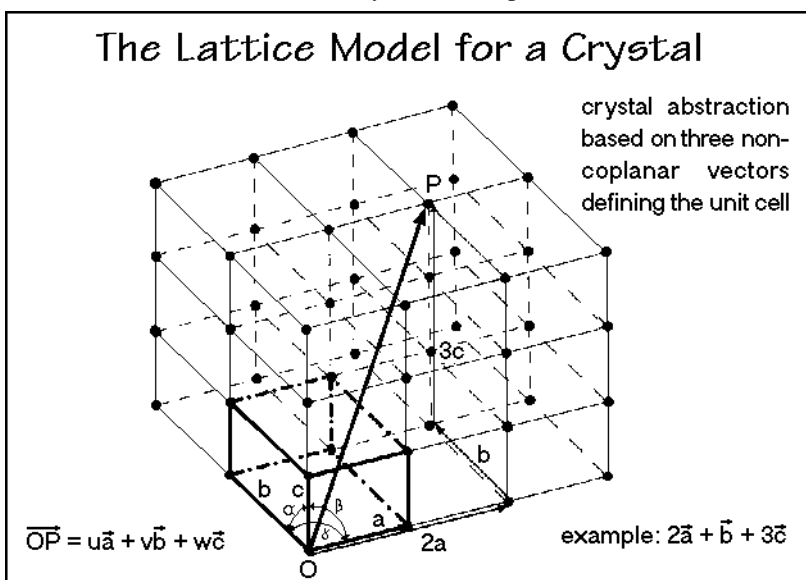 The Lattice Model for a Crystal
crystal abstraction
based on three non-
coplanar vectors
defining the unit cell
P
3c
b
b
c
α
β
γ
a
2a
O
O͞P⃗ = ua⃗ + vb⃗ + wc⃗
example: 2a⃗ + b⃗ + 3c⃗